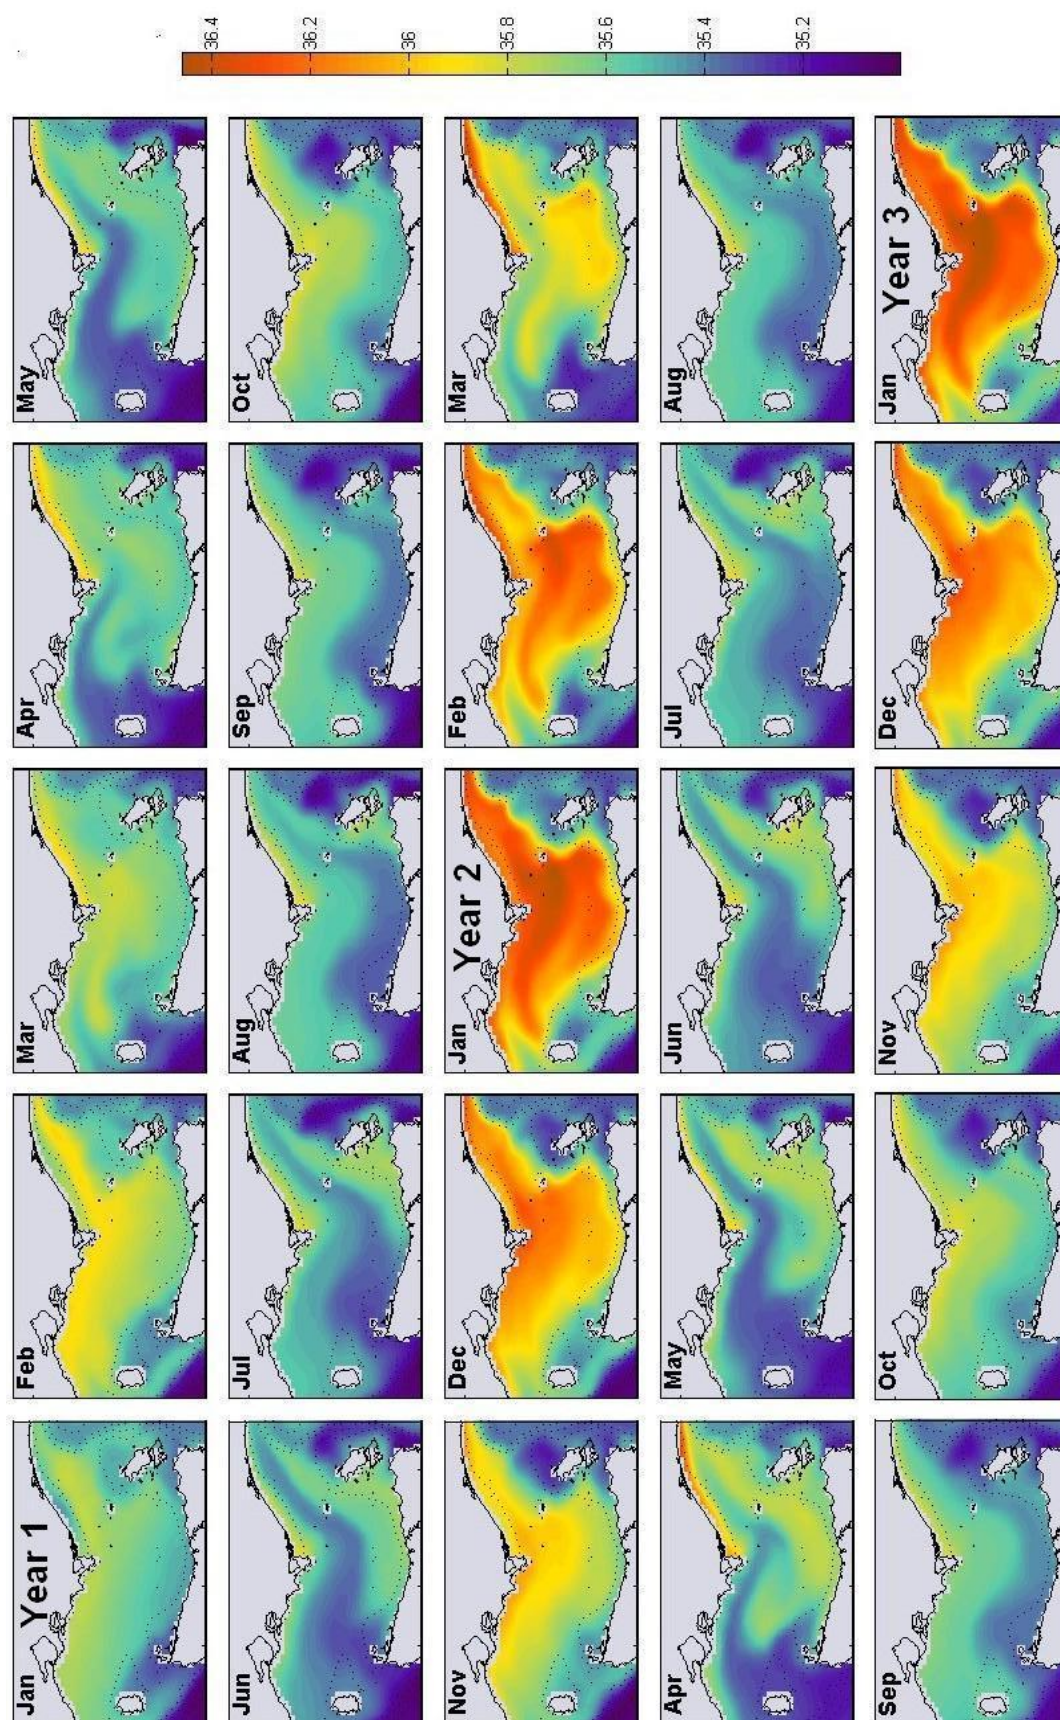 Jan
Year 1
Feb
Mar
Apr
May
Jun
Jul
Aug
Sep
Oct
Nov
Dec
Jan
Year 2
Feb
Mar
Apr
May
Jun
Jul
Aug
Sep
Oct
Nov
Dec
Jan
Year 3
36.4
36.2
36
35.8
35.6
35.4
35.2